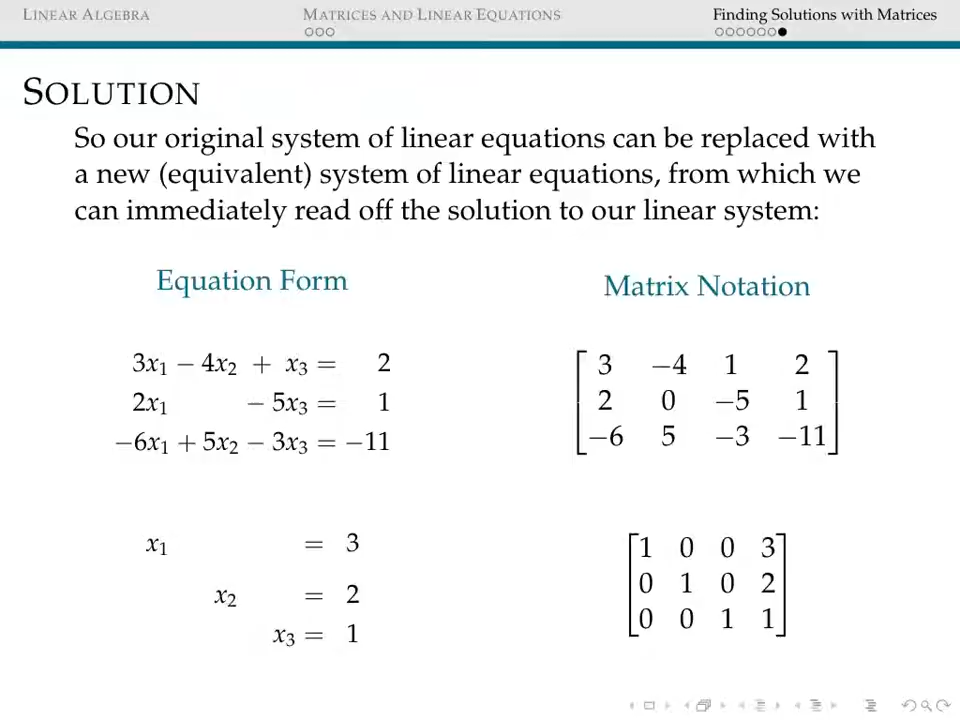 LINEAR ALGEBRA MATRICES AND LINEAR EQUATIONS Finding Solutions with Matrices
SOLUTION
So our original system of linear equations can be replaced with
a new (equivalent) system of linear equations, from which we
can immediately read off the solution to our linear system:
Equation Form
3x₁ − 4x₂ + x₃ = 2
2x₁ − 5x₃ = 1
−6x₁ + 5x₂ − 3x₃ = −11
x₁ = 3
x₂ = 2
x₃ = 1
Matrix Notation
3 −4 1 2
2 0 −5 1
−6 5 −3 −11
1 0 0 3
0 1 0 2
0 0 1 1